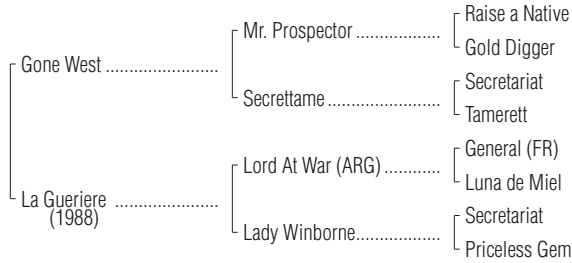 Raise a Native
Mr. Prospector ..................
Gold Digger
Gone West ........................
Secretariat
Secrettame ........................
Tamerett
General (FR)
Lord At War (ARG) ............
Luna de Miel
La Gueriere ......................
(1988)
Secretariat
Lady Winborne..................
Priceless Gem